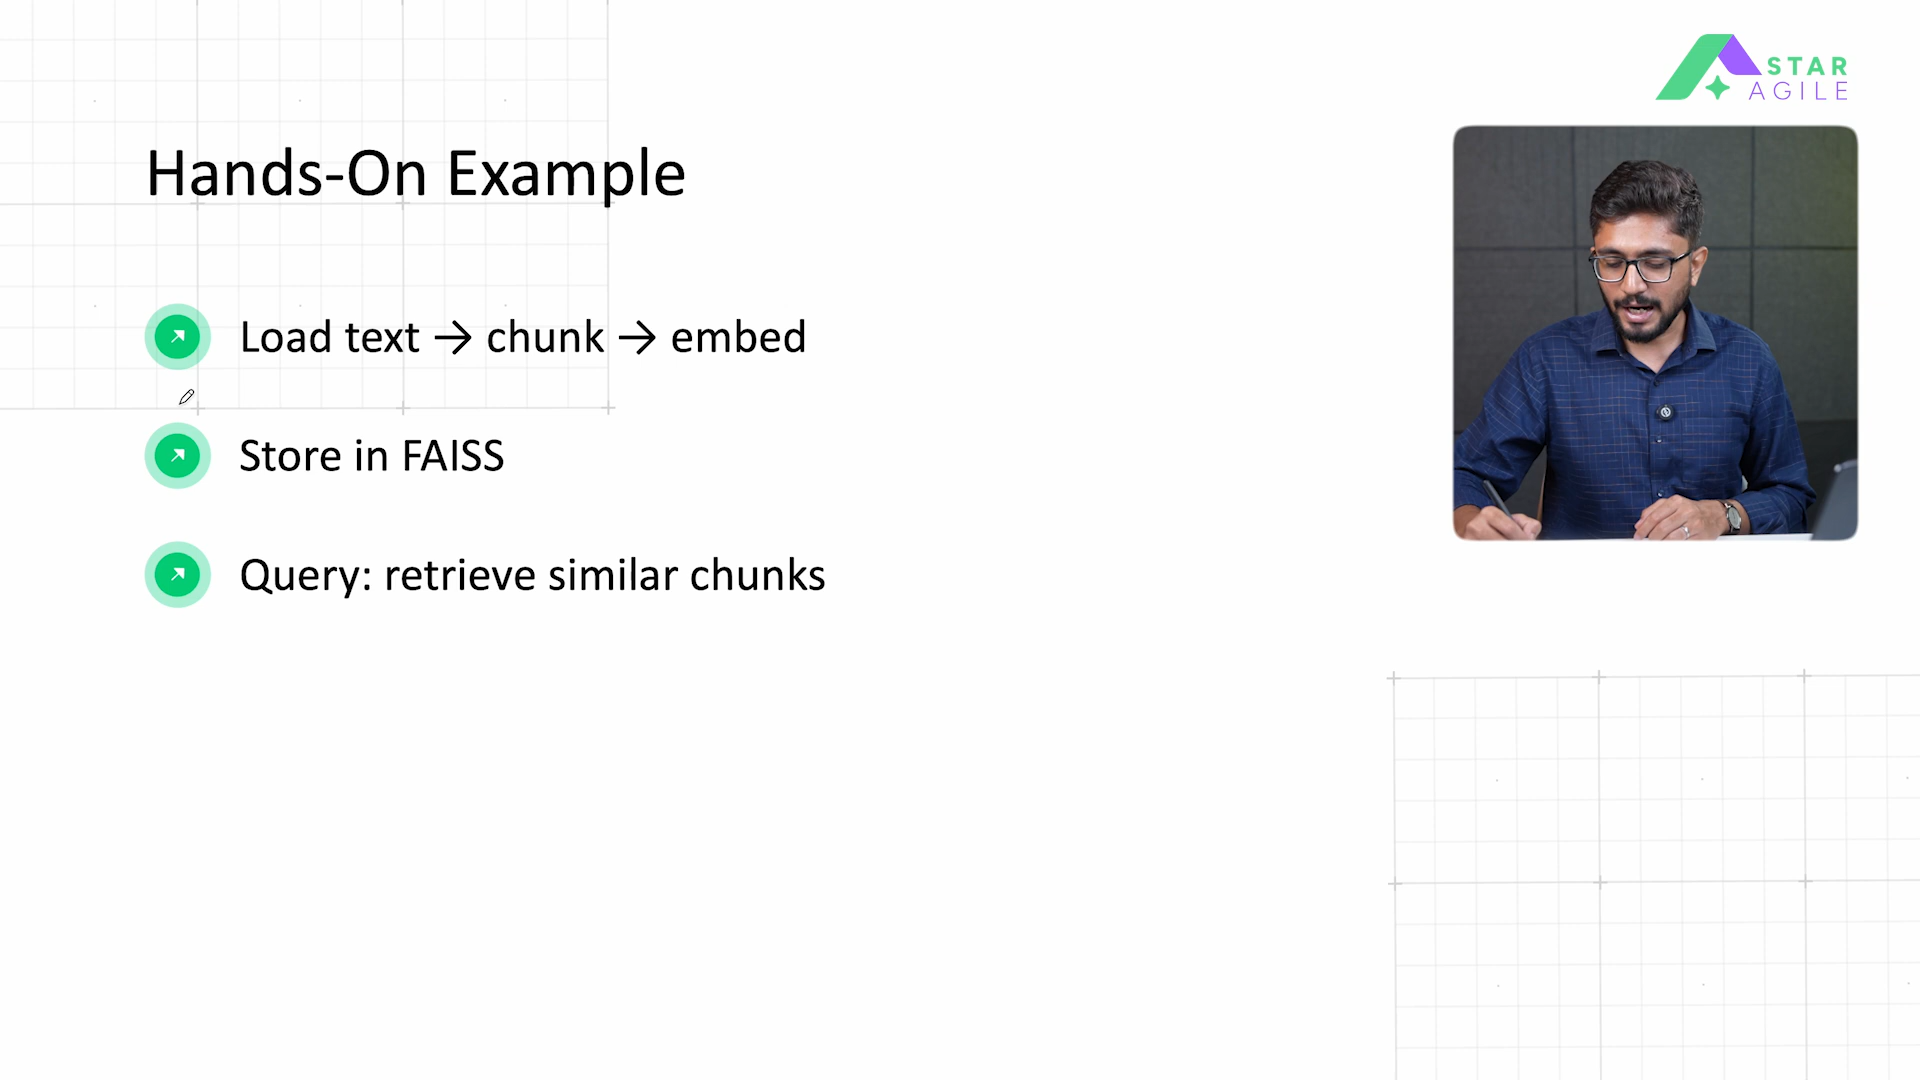 STAR
AGILE
Hands-On Example
Load text → chunk → embed
Store in FAISS
Query: retrieve similar chunks